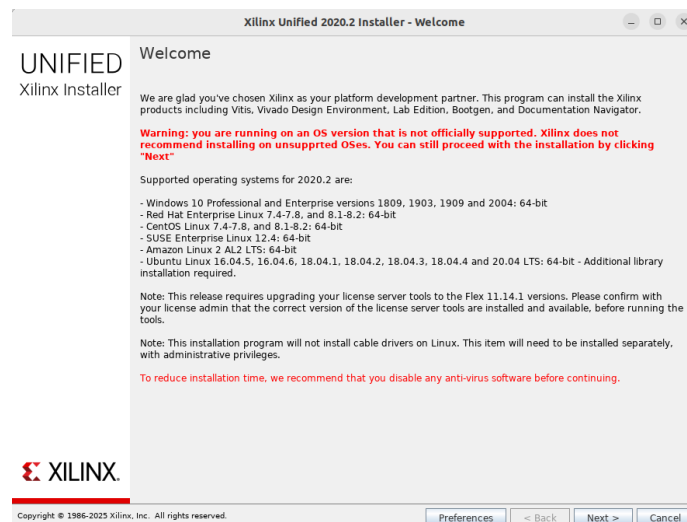 Xilinx Unified 2020.2 Installer - Welcome
UNIFIED
Xilinx Installer
Welcome
We are glad you've chosen Xilinx as your platform development partner. This program can install the Xilinx
products including Vitis, Vivado Design Environment, Lab Edition, Bootgen, and Documentation Navigator.
Warning: you are running on an OS version that is not officially supported. Xilinx does not
recommend installing on unsupprted OSes. You can still proceed with the installation by clicking
"Next"
Supported operating systems for 2020.2 are:
- Windows 10 Professional and Enterprise versions 1809, 1903, 1909 and 2004: 64-bit
- Red Hat Enterprise Linux 7.4-7.8, and 8.1-8.2: 64-bit
- CentOS Linux 7.4-7.8, and 8.1-8.2: 64-bit
- SUSE Enterprise Linux 12.4: 64-bit
- Amazon Linux 2 AL2 LTS: 64-bit
- Ubuntu Linux 16.04.5, 16.04.6, 18.04.1, 18.04.2, 18.04.3, 18.04.4 and 20.04 LTS: 64-bit - Additional library
installation required.
Note: This release requires upgrading your license server tools to the Flex 11.14.1 versions. Please confirm with
your license admin that the correct version of the license server tools are installed and available, before running the
tools.
Note: This installation program will not install cable drivers on Linux. This item will need to be installed separately,
with administrative privileges.
To reduce installation time, we recommend that you disable any anti-virus software before continuing.
XILINX.
Copyright © 1986-2025 Xilinx, Inc. All rights reserved.
Preferences
< Back
Next >
Cancel